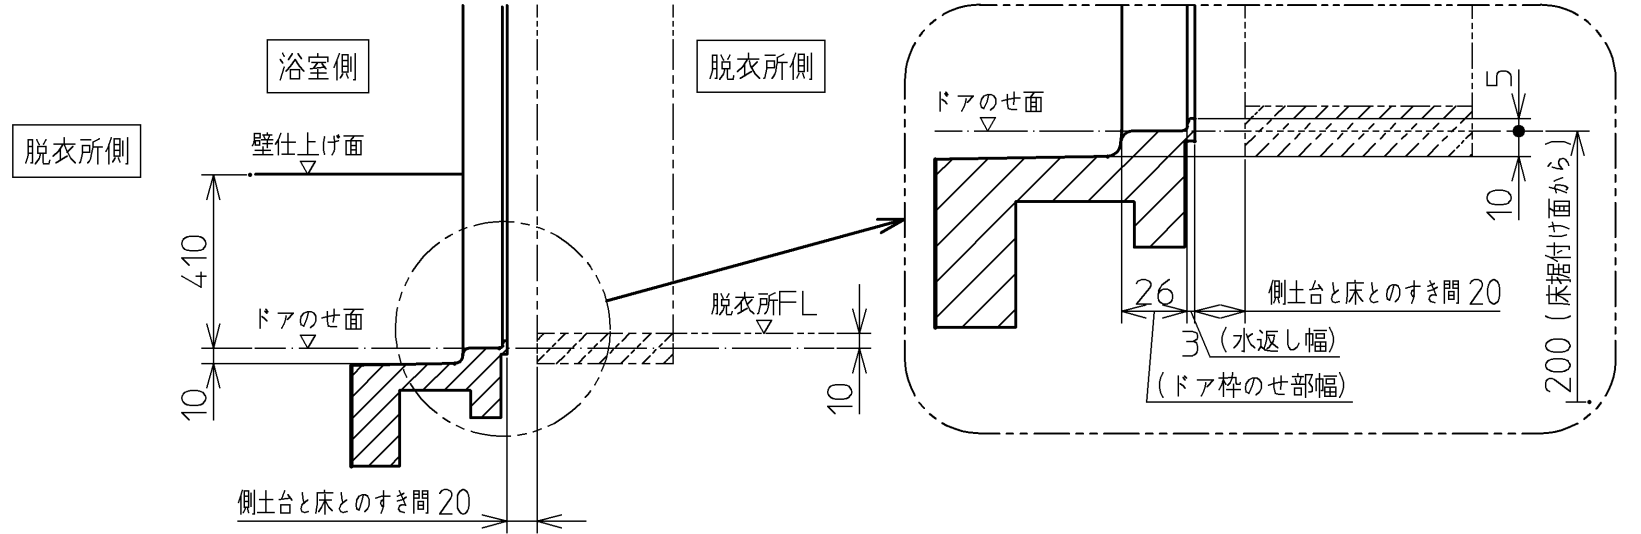 浴室側
脱衣所側
脱衣所側
壁仕上げ面
410
ドアのせ面
10
脱衣所FL
10
側土台と床とのすき間 20
ドアのせ面
5
10
200 (床据付け面から)
26
側土台と床とのすき間 20
3 (水返し幅)
(ドア枠のせ部幅)